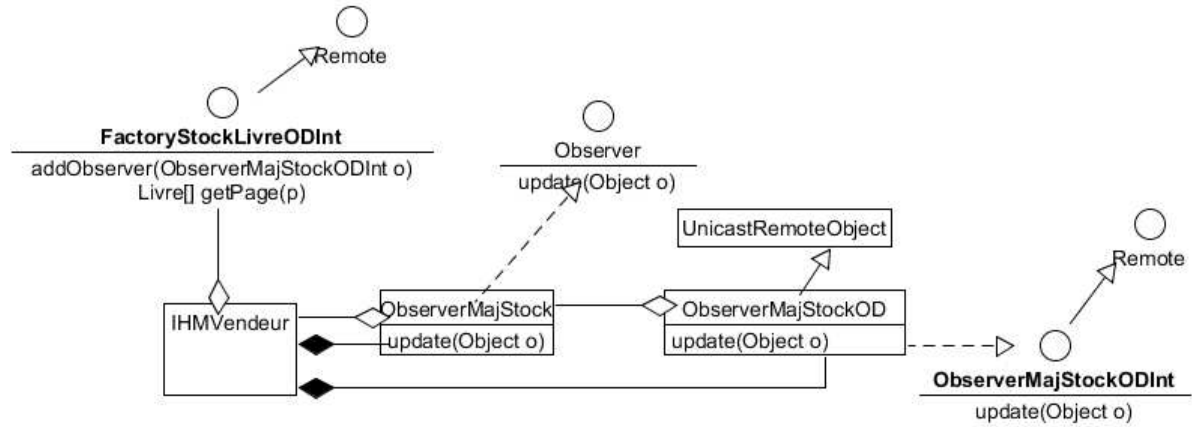 Remote
FactoryStockLivreODInt
addObserver(ObserverMajStockODInt o)
Livre[] getPage(p)
Observer
update(Object o)
UnicastRemoteObject
Remote
IHMVendeur
ObserverMajStock
update(Object o)
ObserverMajStockOD
update(Object o)
ObserverMajStockODInt
update(Object o)